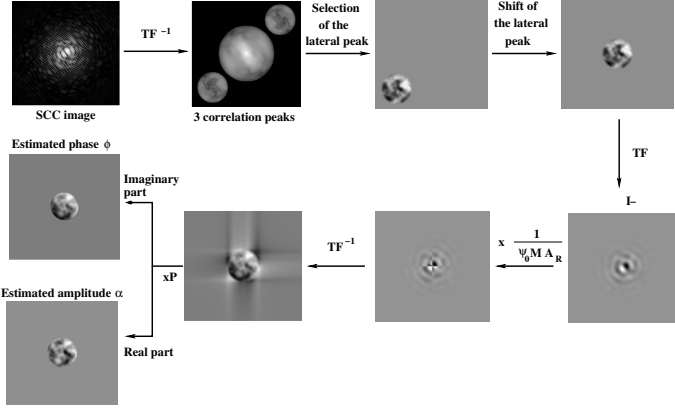 TF⁻¹
Selection
of the
lateral peak
Shift of
the lateral
peak
SCC image
3 correlation peaks
TF
I−
x 1
Ψ₀ M A_R
TF⁻¹
xP
Estimated phase ϕ
Imaginary
part
Estimated amplitude α
Real part